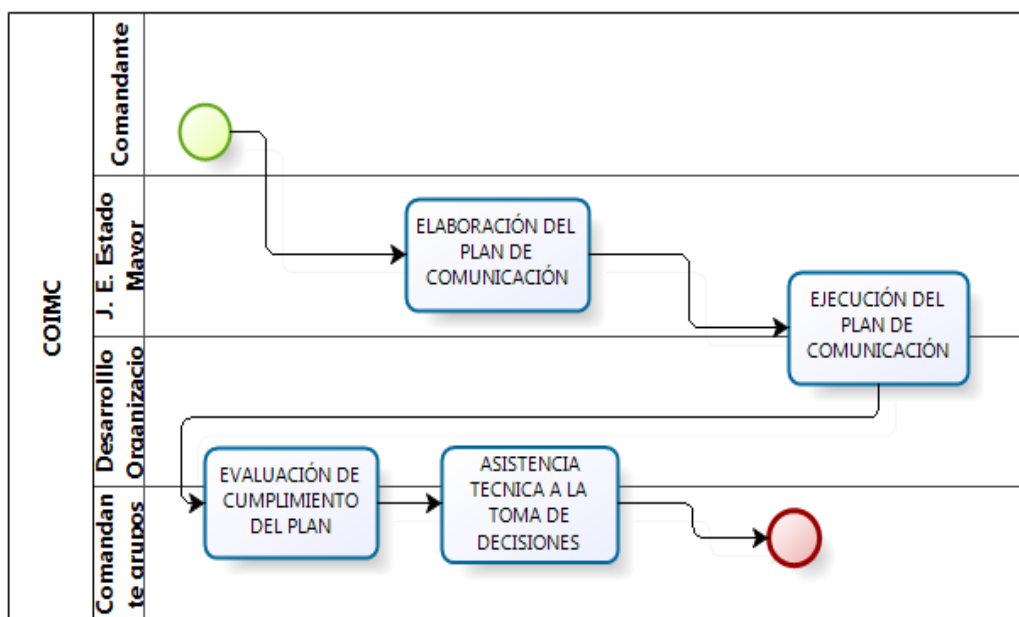 COIMC
Comandante
J. E. Estado
Mayor
Desarrolllo
Organizacio
Comandan
te grupos
ELABORACIÓN DEL
PLAN DE
COMUNICACIÓN
EJECUCIÓN DEL
PLAN DE
COMUNICACIÓN
EVALUACIÓN DE
CUMPLIMIENTO
DEL PLAN
ASISTENCIA
TECNICA A LA
TOMA DE
DECISIONES